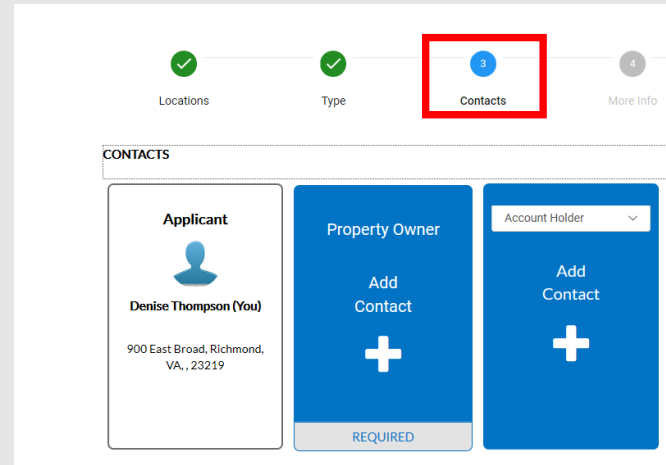 3
4
Locations
Type
Contacts
More Info
CONTACTS
Applicant
Denise Thompson (You)
900 East Broad, Richmond,
VA, , 23219
Property Owner
Add
Contact
REQUIRED
Account Holder
Add
Contact